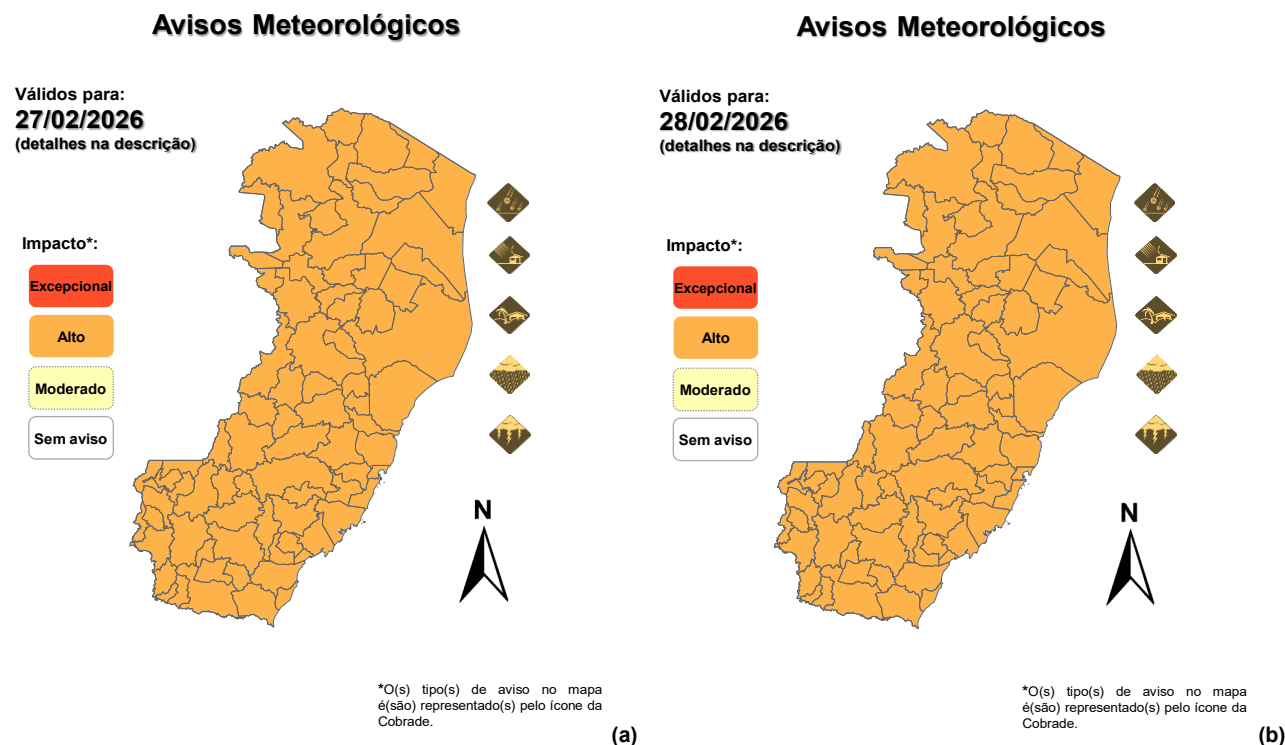 Avisos Meteorológicos
Válidos para:
27/02/2026
(detalhes na descrição)
Impacto*:
Excepcional
Alto
Moderado
Sem aviso
N
*O(s) tipo(s) de aviso no mapa
é(são) representado(s) pelo ícone da
Cobrade.
(a)
Avisos Meteorológicos
Válidos para:
28/02/2026
(detalhes na descrição)
Impacto*:
Excepcional
Alto
Moderado
Sem aviso
N
*O(s) tipo(s) de aviso no mapa
é(são) representado(s) pelo ícone da
Cobrade.
(b)